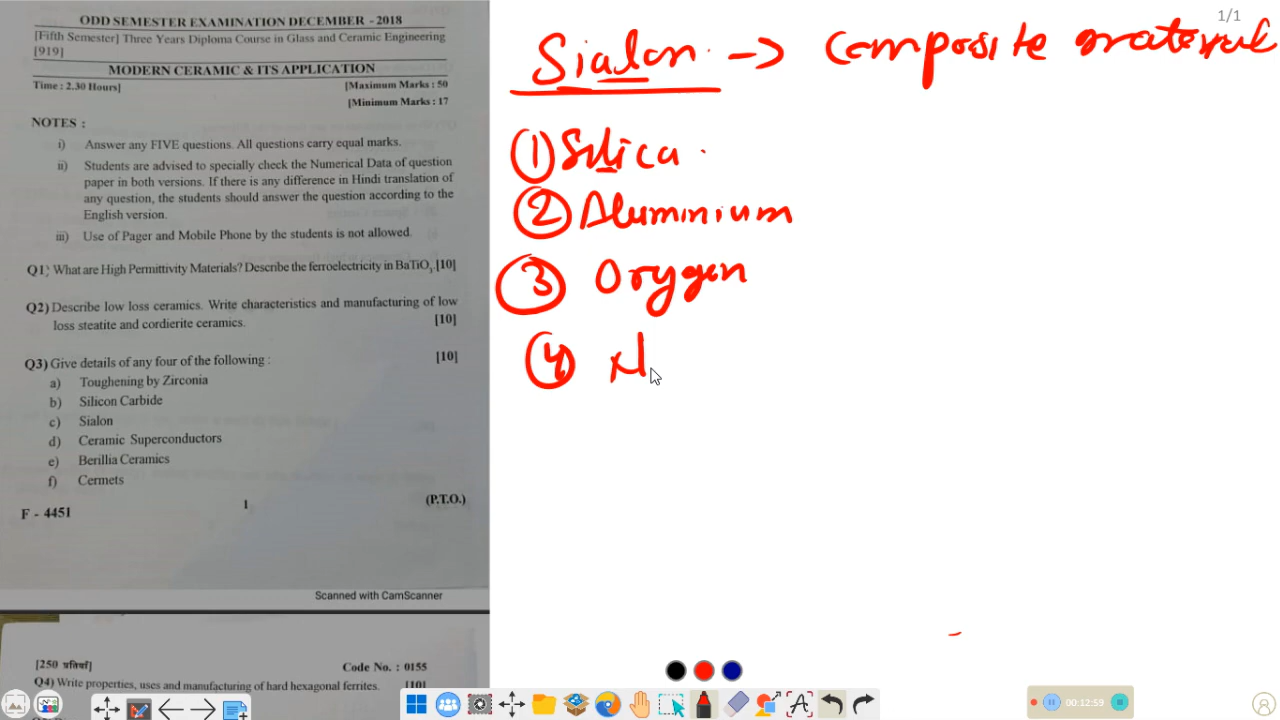 ODD SEMESTER EXAMINATION DECEMBER - 2018
[Fifth Semester] Three Years Diploma Course in Glass and Ceramic Engineering
[919]
MODERN CERAMIC & ITS APPLICATION
Time : 2.30 Hours] [Maximum Marks : 50
[Minimum Marks : 17
NOTES :
i) Answer any FIVE questions. All questions carry equal marks.
ii) Students are advised to specially check the Numerical Data of question
paper in both versions. If there is any difference in Hindi translation of
any question, the students should answer the question according to the
English version.
iii) Use of Pager and Mobile Phone by the students is not allowed.
Q1) What are High Permittivity Materials? Describe the ferroelectricity in BaTiO3. [10]
Q2) Describe low loss ceramics. Write characteristics and manufacturing of low
loss steatite and cordierite ceramics. [10]
Q3) Give details of any four of the following : [10]
a) Toughening by Zirconia
b) Silicon Carbide
c) Sialon
d) Ceramic Superconductors
e) Berillia Ceramics
f) Cermets
1 (P.T.O.)
F - 4451
Scanned with CamScanner
[250 प्रतियाँ] Code No. : 0155
Q4) Write properties, uses and manufacturing of hard hexagonal ferrites. [10]
1/1
Sialon → Composite material
① Silica
② Aluminium
③ Oxygen
④ N
00:12:59